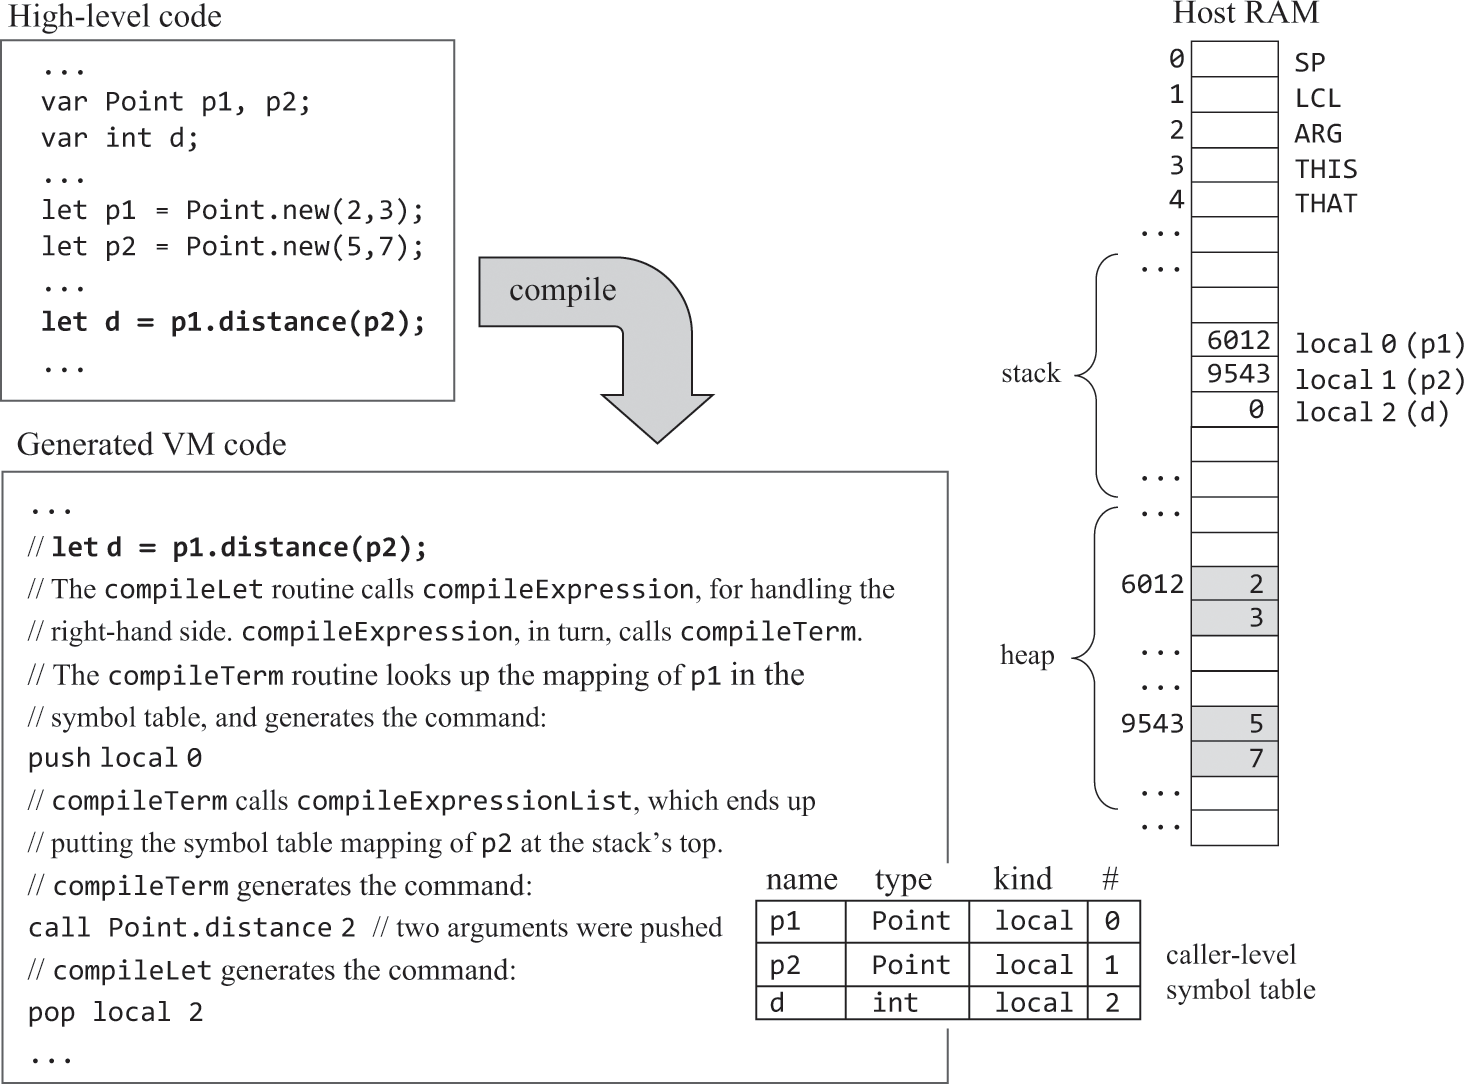 High-level code
...
var Point p1, p2;
var int d;
...
let p1 = Point.new(2,3);
let p2 = Point.new(5,7);
...
let d = p1.distance(p2);
...
compile
Generated VM code
...
// let d = p1.distance(p2);
// The compileLet routine calls compileExpression, for handling the
// right-hand side. compileExpression, in turn, calls compileTerm.
// The compileTerm routine looks up the mapping of p1 in the
// symbol table, and generates the command:
push local 0
// compileTerm calls compileExpressionList, which ends up
// putting the symbol table mapping of p2 at the stack’s top.
// compileTerm generates the command:
call Point.distance 2 // two arguments were pushed
// compileLet generates the command:
pop local 2
...
Host RAM
0 SP
1 LCL
2 ARG
3 THIS
4 THAT
...
...
6012 local 0 (p1)
stack
9543 local 1 (p2)
0 local 2 (d)
...
...
6012 2
3
heap
...
...
9543 5
7
...
...
name type kind #
p1 Point local 0
p2 Point local 1
d int local 2
caller-level
symbol table